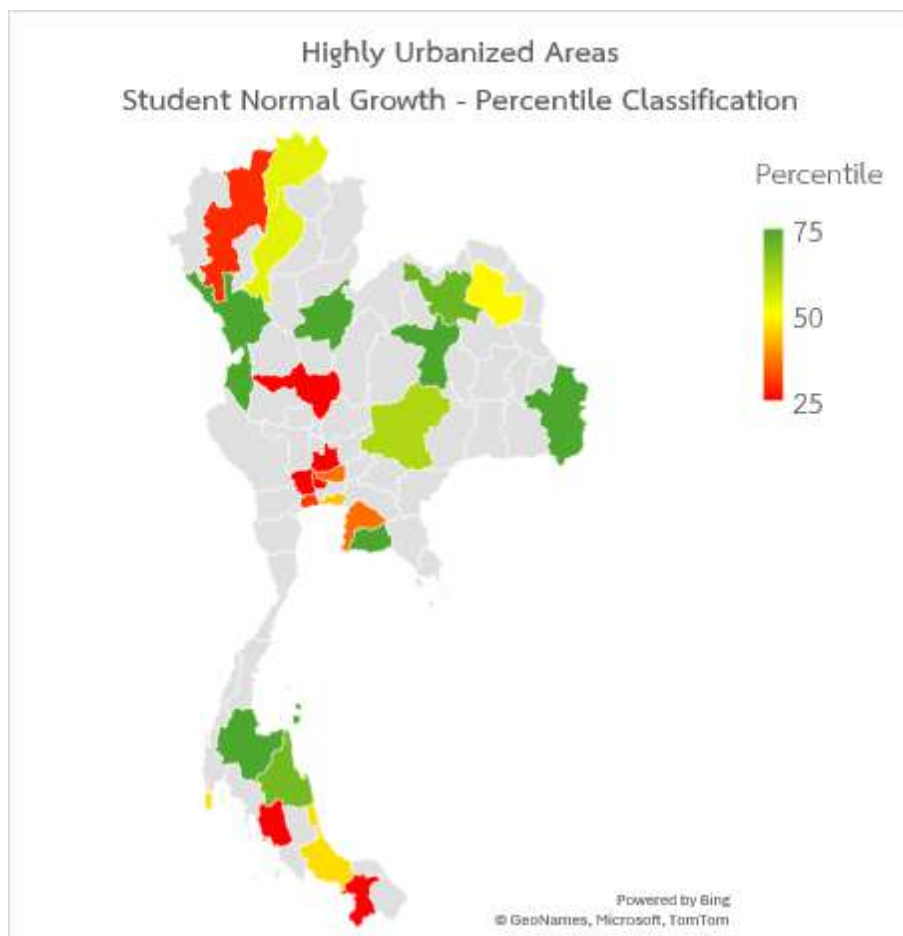 Highly Urbanized Areas
Student Normal Growth - Percentile Classification
Percentile
75
50
25
Powered by Bing
© GeoNames, Microsoft, TomTom